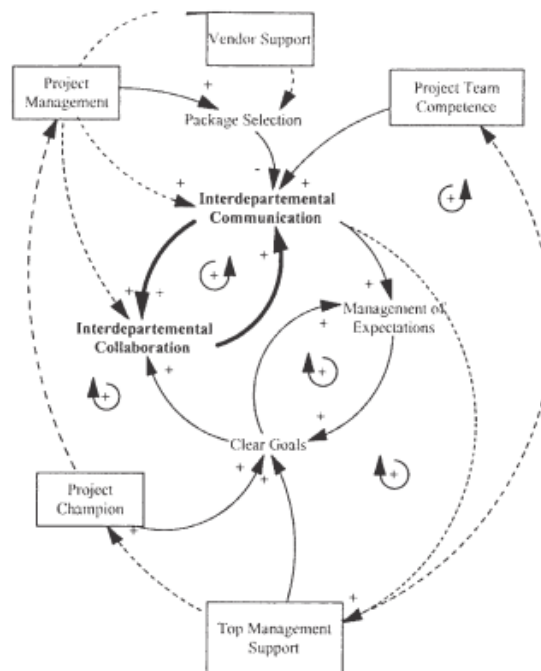 Vendor Support
Project
Management
+
Project Team
Competence
Package Selection
-
+
+
Interdepartemental
Communication
+
+
+
+
+
+
Management of
Expectations
+
Interdepartemental
Collaboration
+
+
+
+
+
Clear Goals
+
+
+
Project
Champion
+
+
Top Management
Support